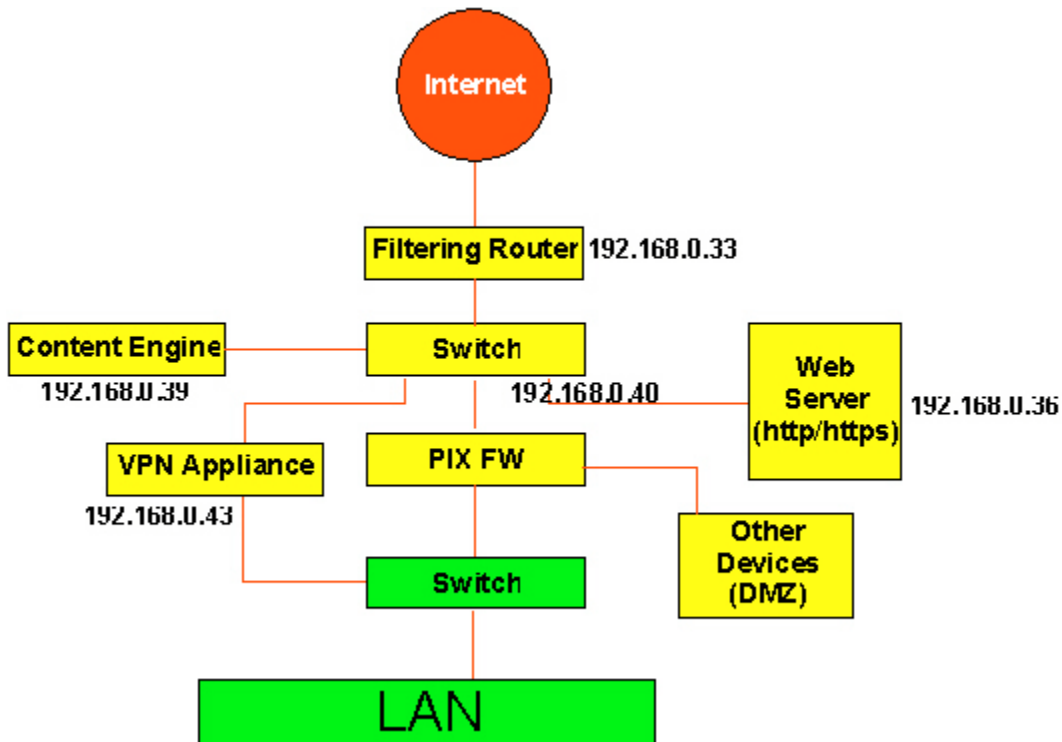 Internet
Filtering Router
192.168.0.33
Content Engine
192.168.0.39
Switch
192.168.0.40
Web
Server
(http/https)
192.168.0.36
VPN Appliance
192.168.0.43
PIX FW
Other
Devices
(DMZ)
Switch
LAN